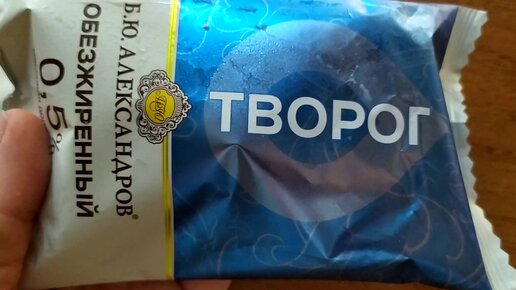 Б.Ю. АЛЕКСАНДРОВ®
ТВОРОГ
ОБЕЗЖИРЕННЫЙ
0,5%